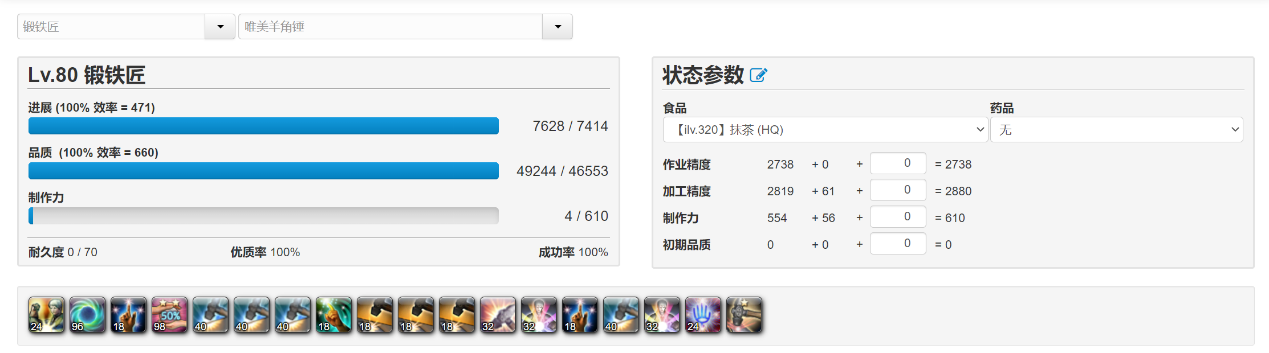 锻铁匠 唯美羊角锤
Lv.80 锻铁匠
进展 (100% 效率 = 471)
7628 / 7414
品质 (100% 效率 = 660)
49244 / 46553
制作力
4 / 610
耐久度 0 / 70 优质率 100% 成功率 100%
状态参数
食品 药品
【ilv.320】抹茶 (HQ) 无
作业精度 2738 + 0 + 0 = 2738
加工精度 2819 + 61 + 0 = 2880
制作力 554 + 56 + 0 = 610
初期品质 0 + 0 + 0 = 0
24 96 18 50% 98 40 40 40 18 18 18 18 32 32 18 40 32 24